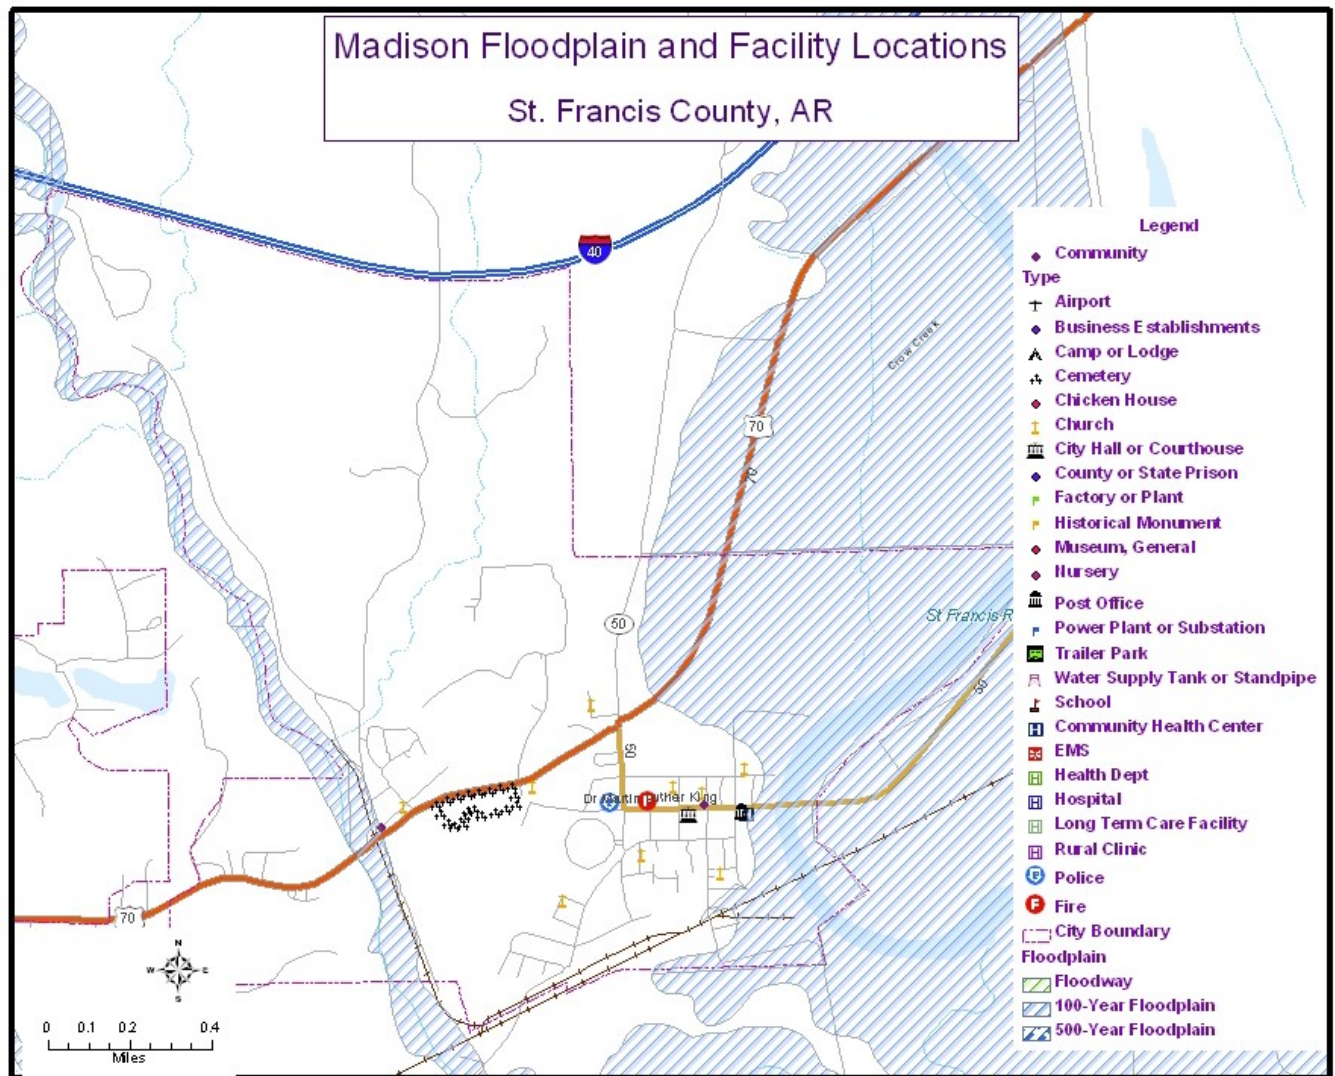 Madison Floodplain and Facility Locations
St. Francis County, AR
40
70
70
Crow Creek
50
St Francis R
50
50
Dr Martin Luther King
70
N
W E
S
0 0.1 0.2 0.4
Miles
Legend
Community
Type
Airport
Business Establishments
Camp or Lodge
Cemetery
Chicken House
Church
City Hall or Courthouse
County or State Prison
Factory or Plant
Historical Monument
Museum, General
Nursery
Post Office
Power Plant or Substation
Trailer Park
Water Supply Tank or Standpipe
School
Community Health Center
EMS
Health Dept
Hospital
Long Term Care Facility
Rural Clinic
Police
Fire
City Boundary
Floodplain
Floodway
100-Year Floodplain
500-Year Floodplain